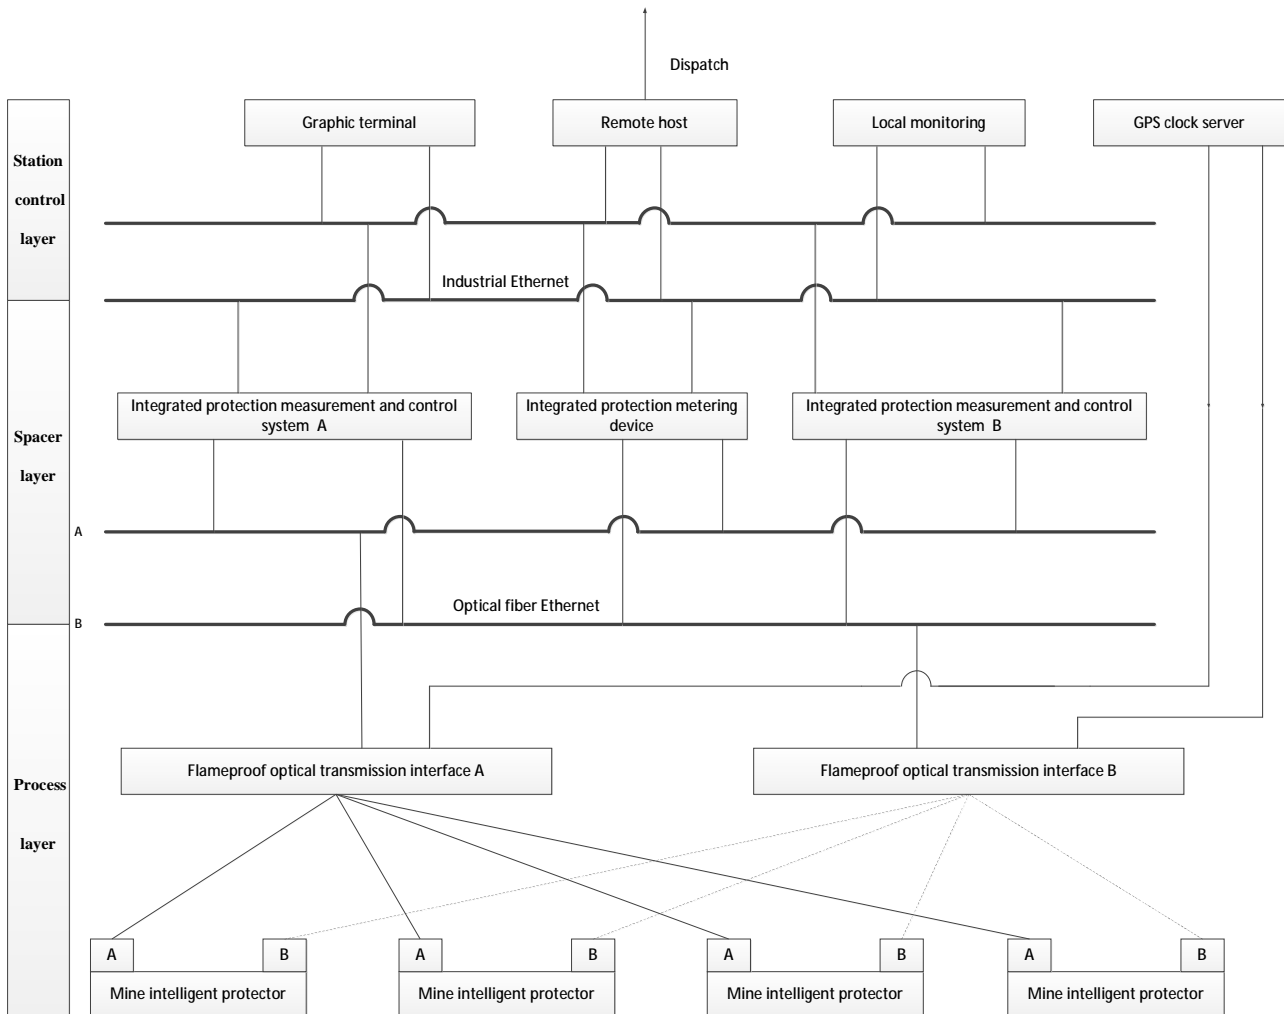 Dispatch
Graphic terminal
Remote host
Local monitoring
GPS clock server
Station
control
layer
Industrial Ethernet
Integrated protection measurement and control
system A
Integrated protection metering
device
Integrated protection measurement and control
system B
Spacer
layer
A
Optical fiber Ethernet
B
Flameproof optical transmission interface A
Flameproof optical transmission interface B
Process
layer
A
B
A
B
A
B
A
B
Mine intelligent protector
Mine intelligent protector
Mine intelligent protector
Mine intelligent protector